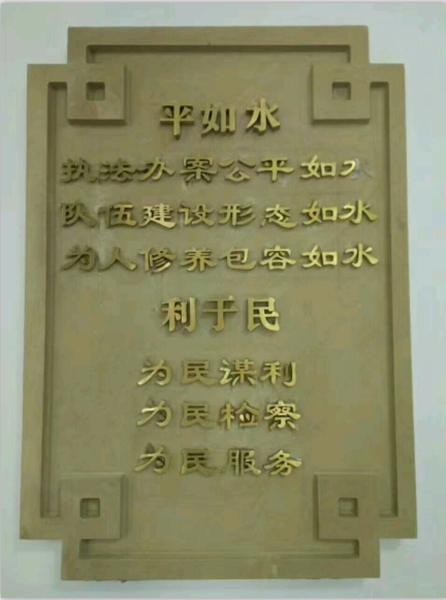 平如水
执法办案公平如水
队伍建设形态如水
为人修养包容如水
利于民
为民谋利
为民检察
为民服务